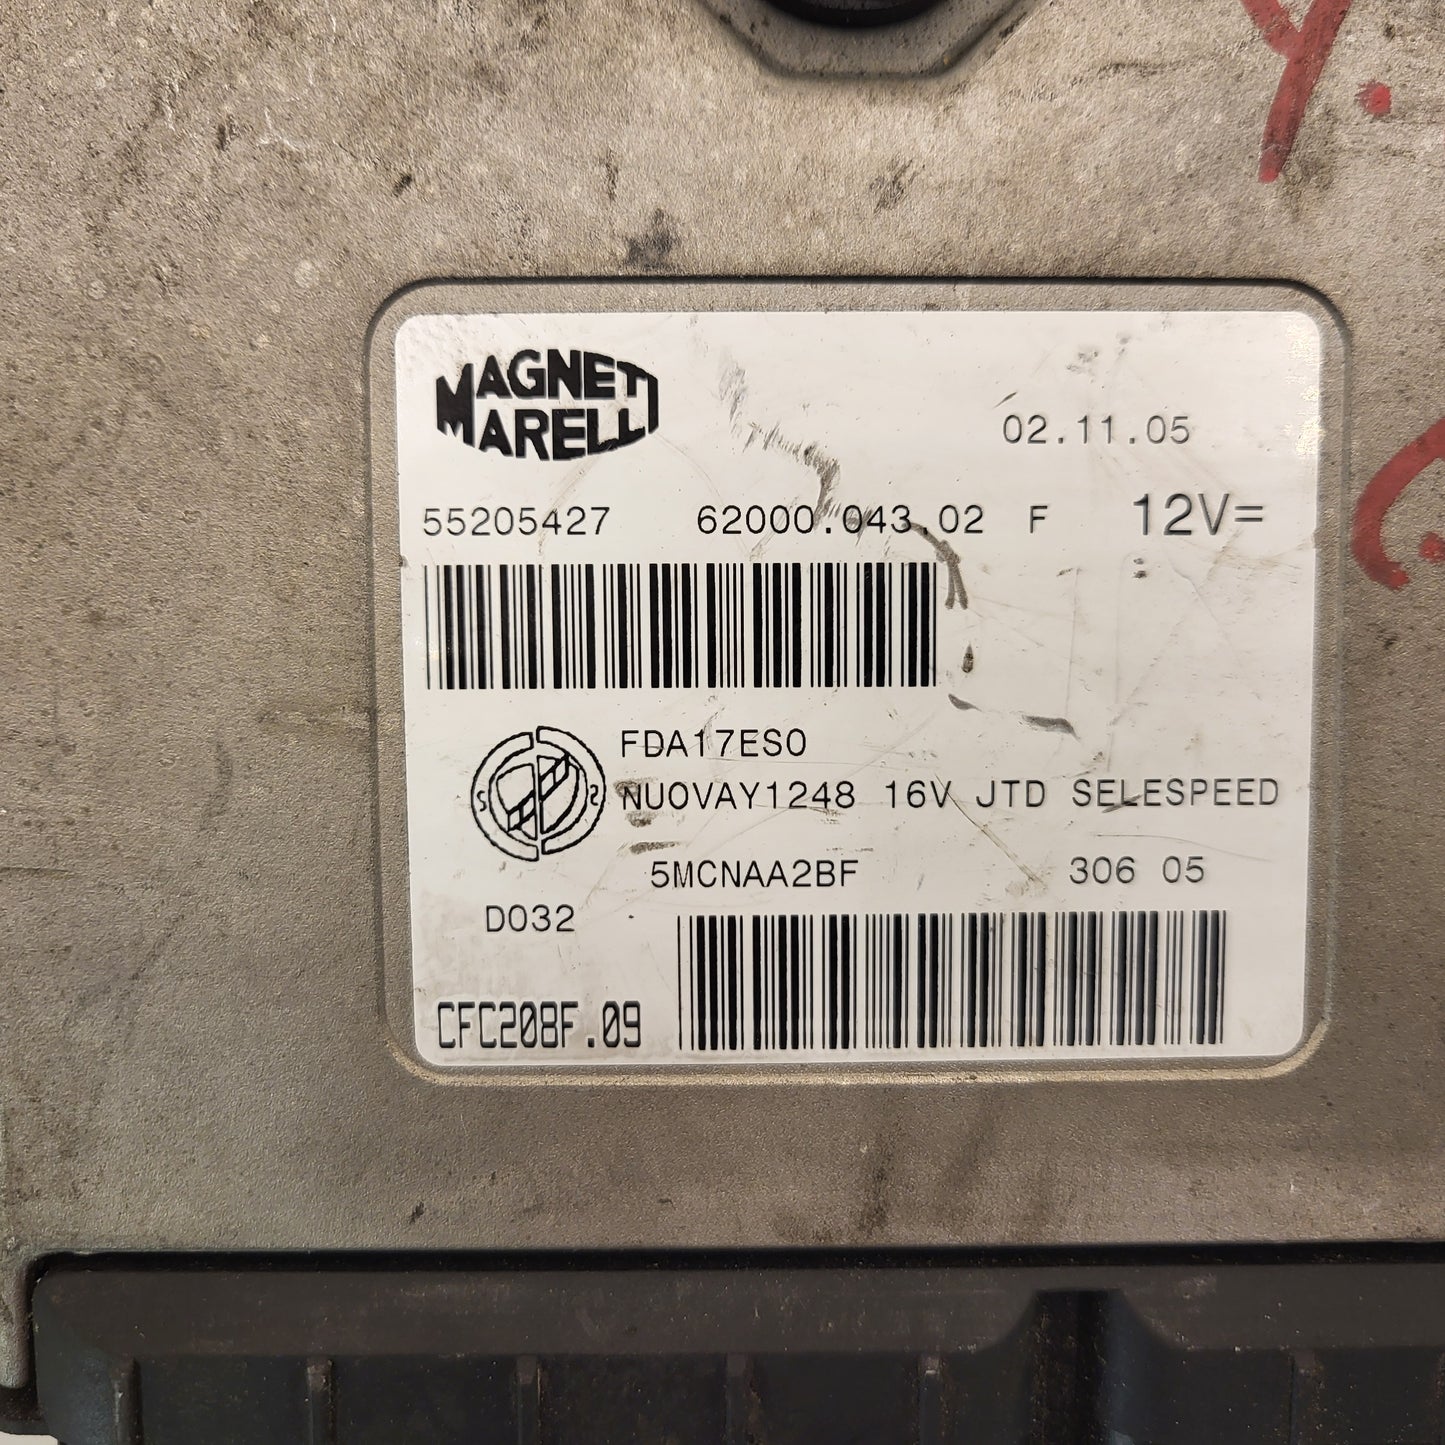 Y.
MAGNETI
MARELLI
02.11.05
55205427 62000.043.02 F 12V=
FDA17ES0
NUOVAY1248 16V JTD SELESPEED
5MCNAA2BF 306 05
D032
CFC208F.09